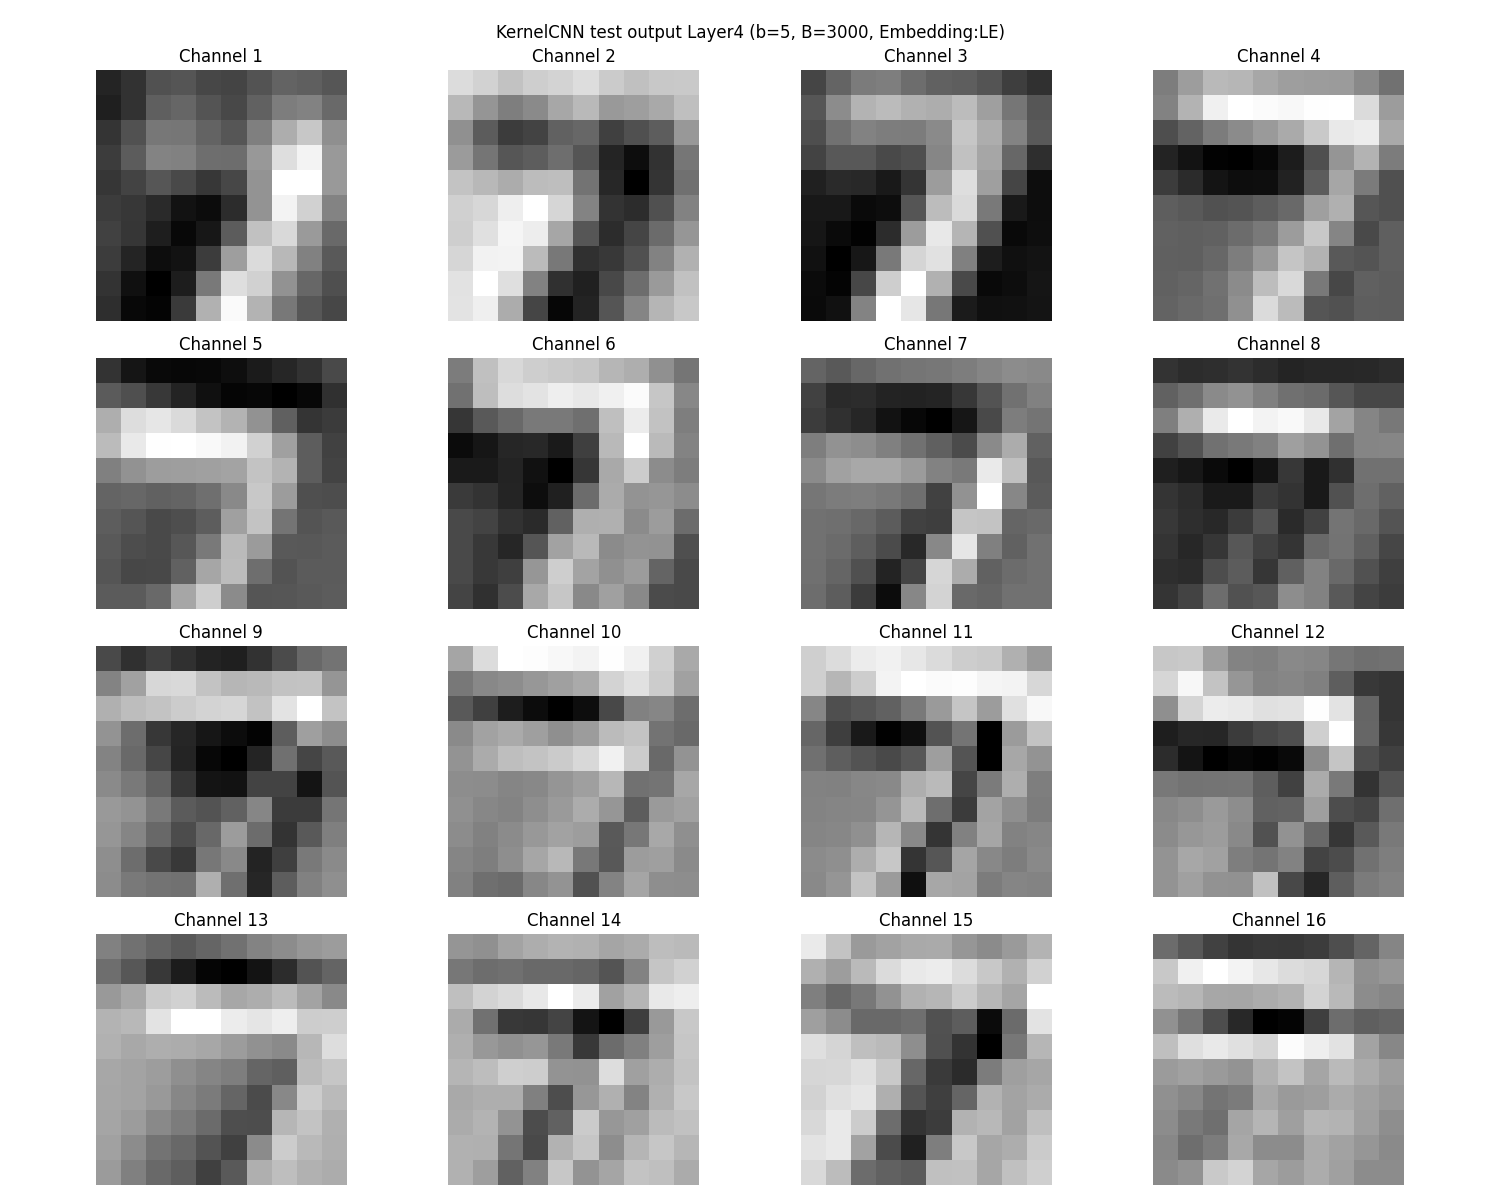 KernelCNN test output Layer4 (b=5, B=3000, Embedding:LE)
Channel 1 Channel 2 Channel 3 Channel 4
Channel 5 Channel 6 Channel 7 Channel 8
Channel 9 Channel 10 Channel 11 Channel 12
Channel 13 Channel 14 Channel 15 Channel 16